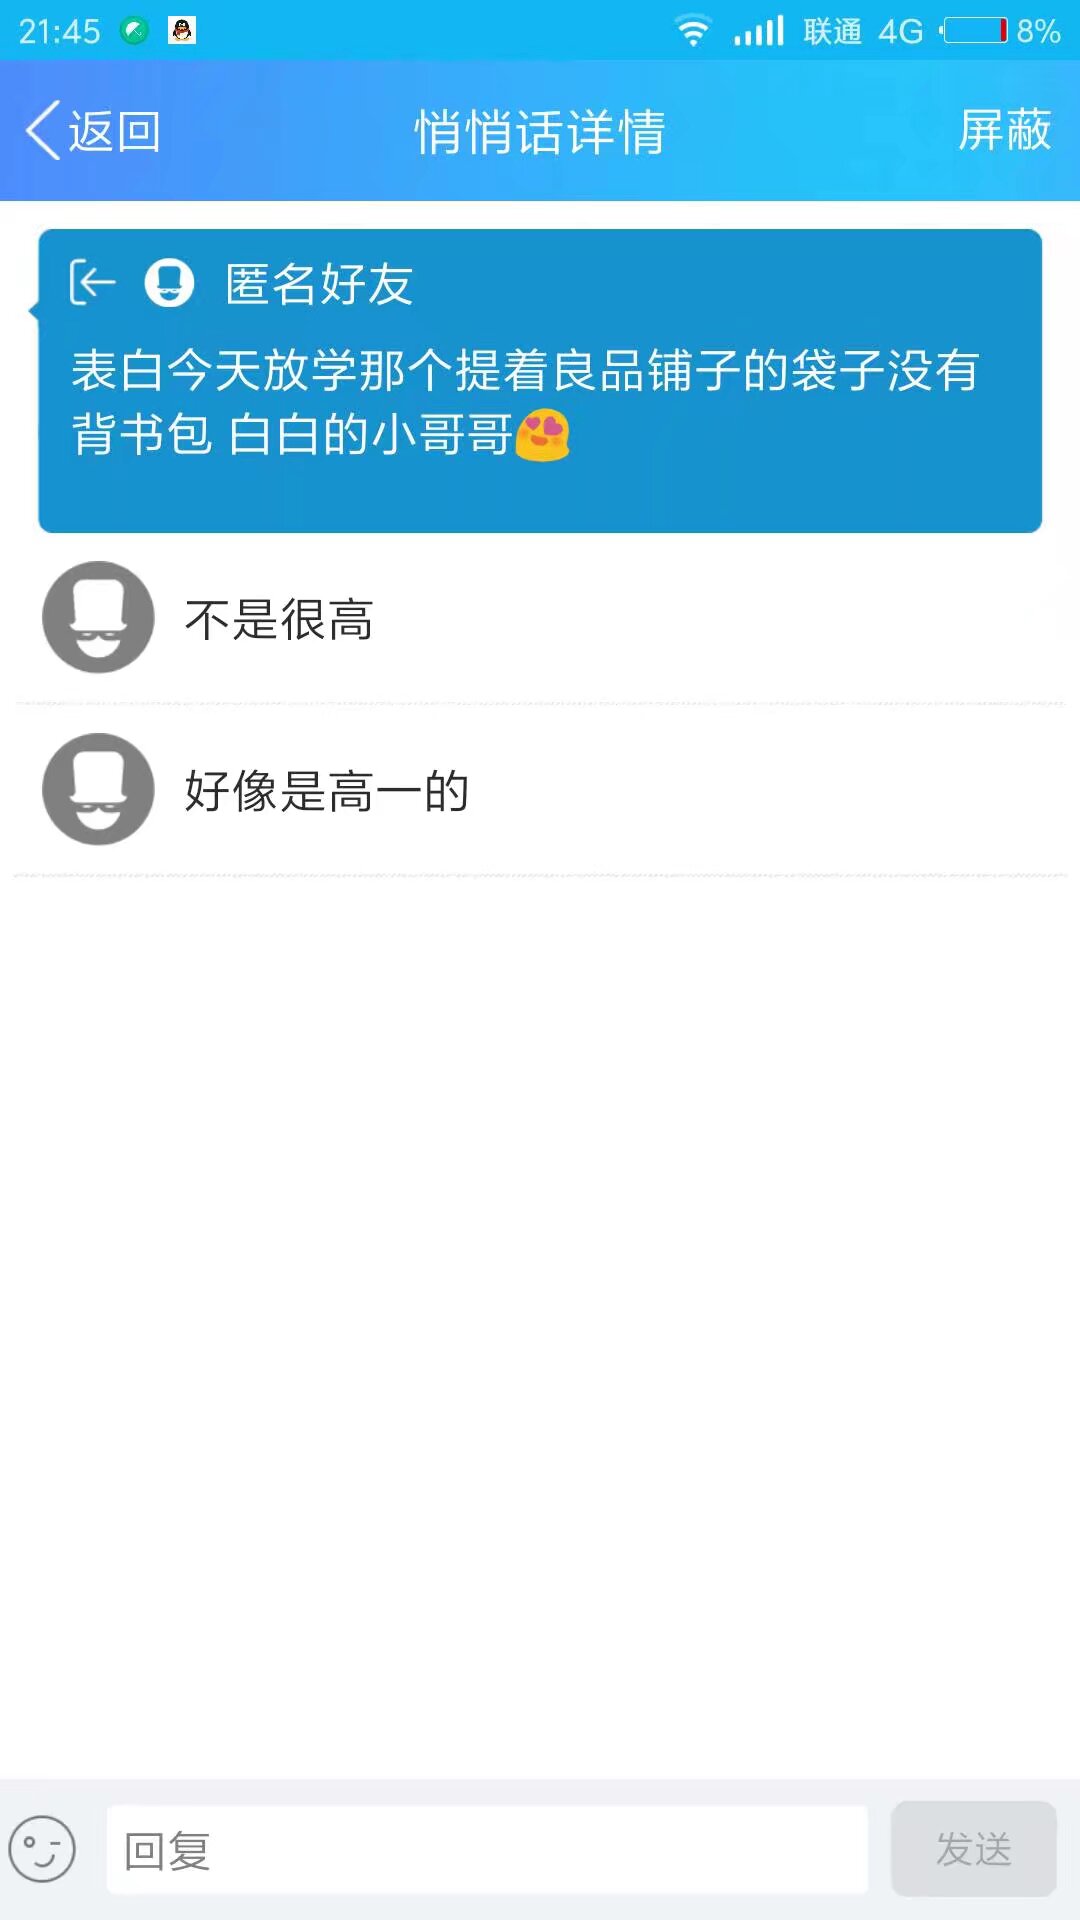 21:45 联通 4G 8%
返回 悄悄话详情 屏蔽
匿名好友
表白今天放学那个提着良品铺子的袋子没有
背书包 白白的小哥哥😍
不是很高
好像是高一的
回复 发送